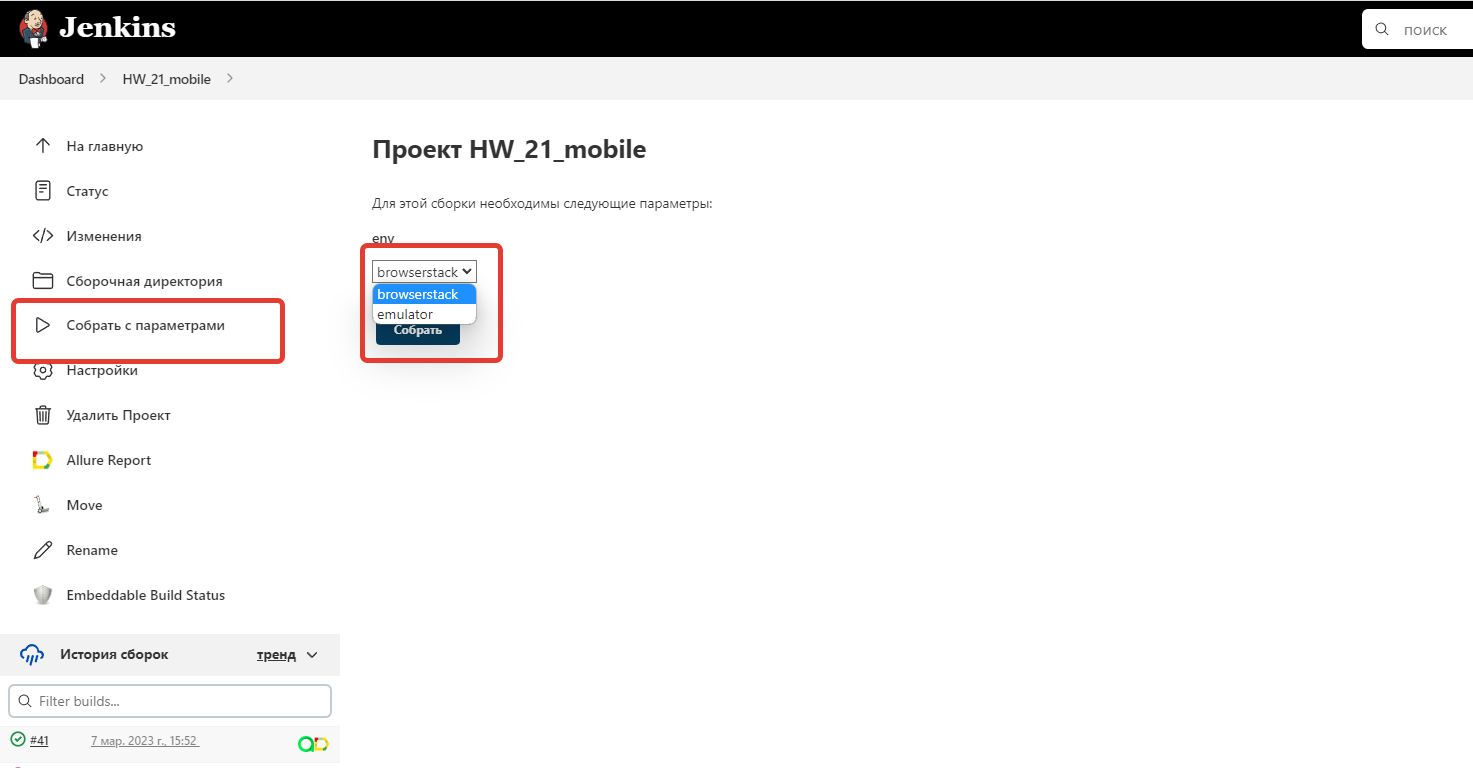 Jenkins
поиск
Dashboard
HW_21_mobile
На главную
Статус
Изменения
Сборочная директория
Собрать с параметрами
Настройки
Удалить Проект
Allure Report
Move
Rename
Embeddable Build Status
История сборок
тренд
Filter builds...
#41
7 мар. 2023 г., 15:52
Проект HW_21_mobile
Для этой сборки необходимы следующие параметры:
env
browserstack
browserstack
emulator
Собрать